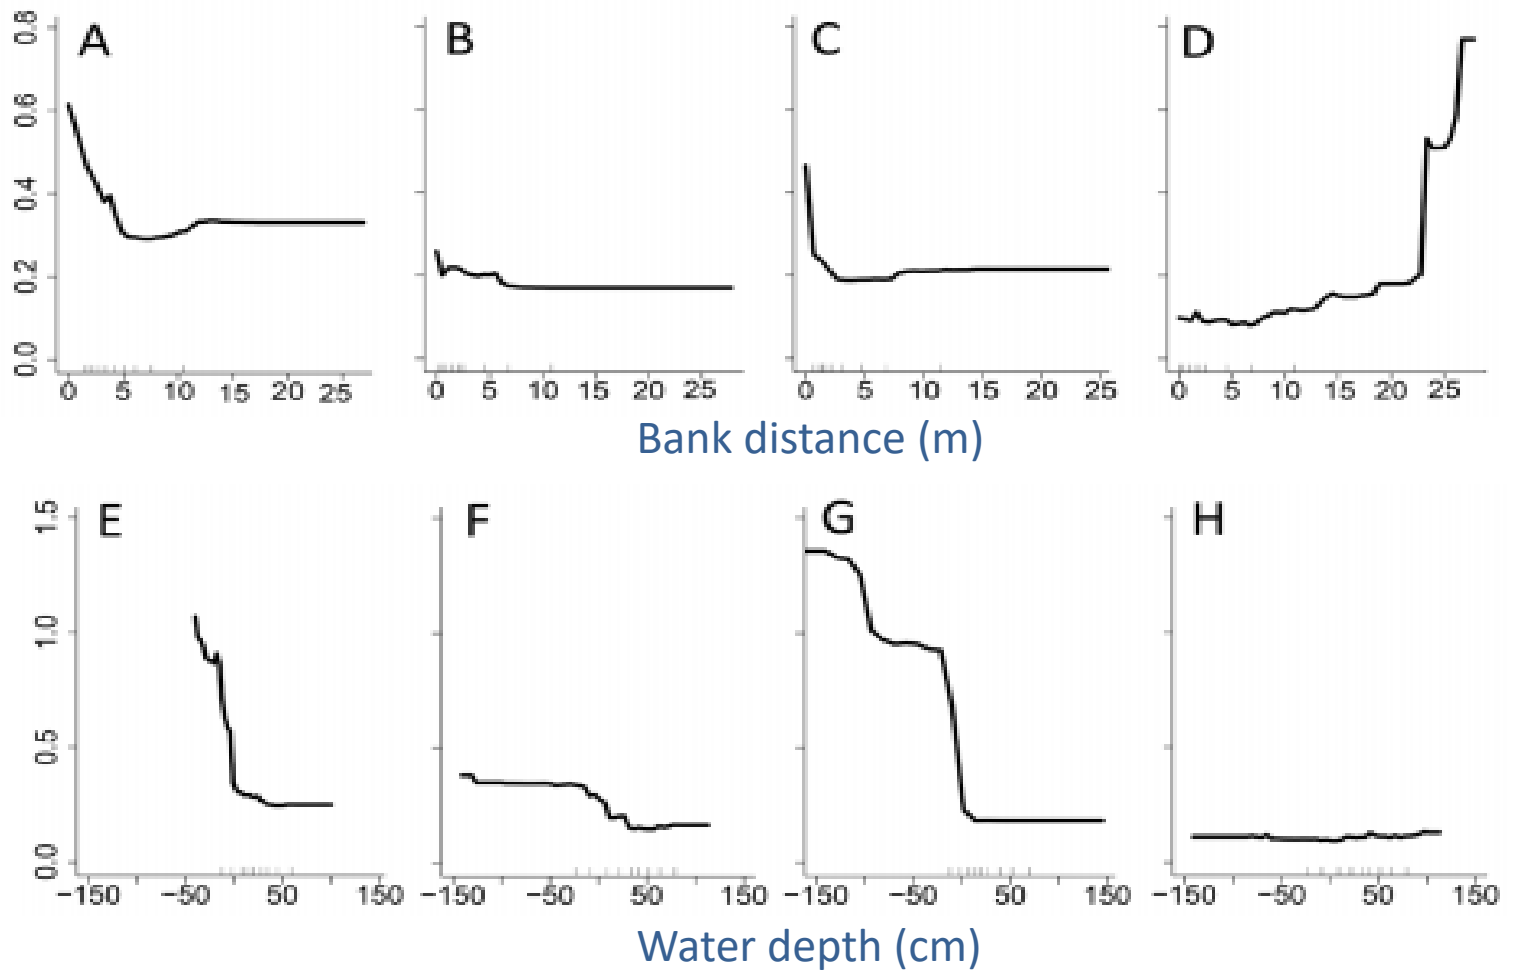 A B C D
0.8
0.6
0.4
0.2
0.0
0 5 10 15 20 25 0 5 10 15 20 25 0 5 10 15 20 25 0 5 10 15 20 25
Bank distance (m)
E F G H
1.5
1.0
0.5
0.0
−150 −50 50 150 −150 −50 50 150 −150 −50 50 150 −150 −50 50 150
Water depth (cm)